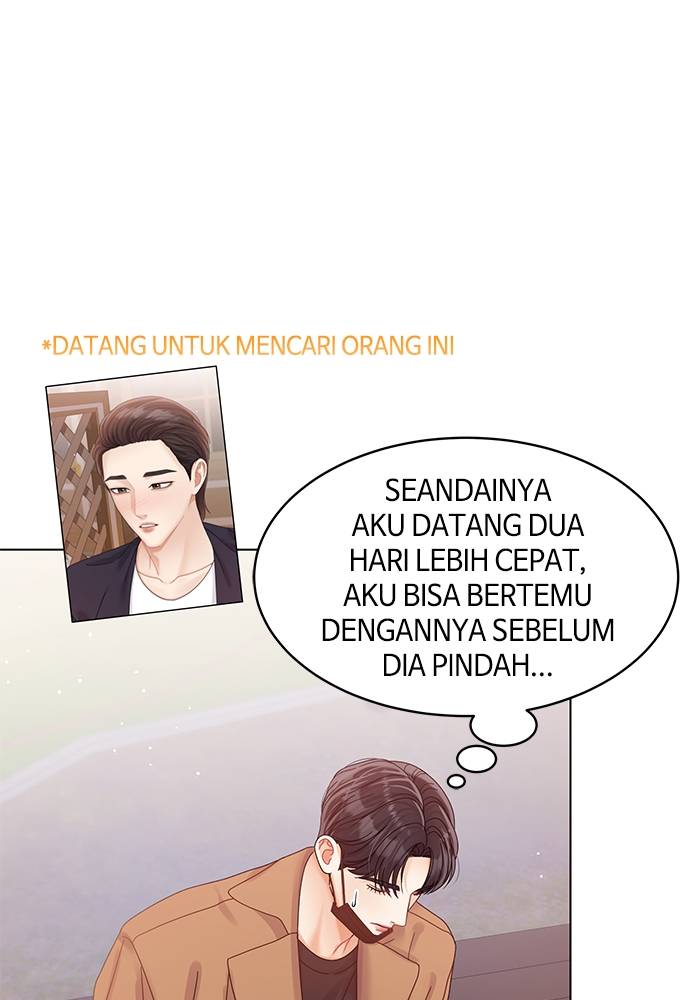 *DATANG UNTUK MENCARI ORANG INI
SEANDAINYA
AKU DATANG DUA
HARI LEBIH CEPAT,
AKU BISA BERTEMU
DENGANNYA SEBELUM
DIA PINDAH...